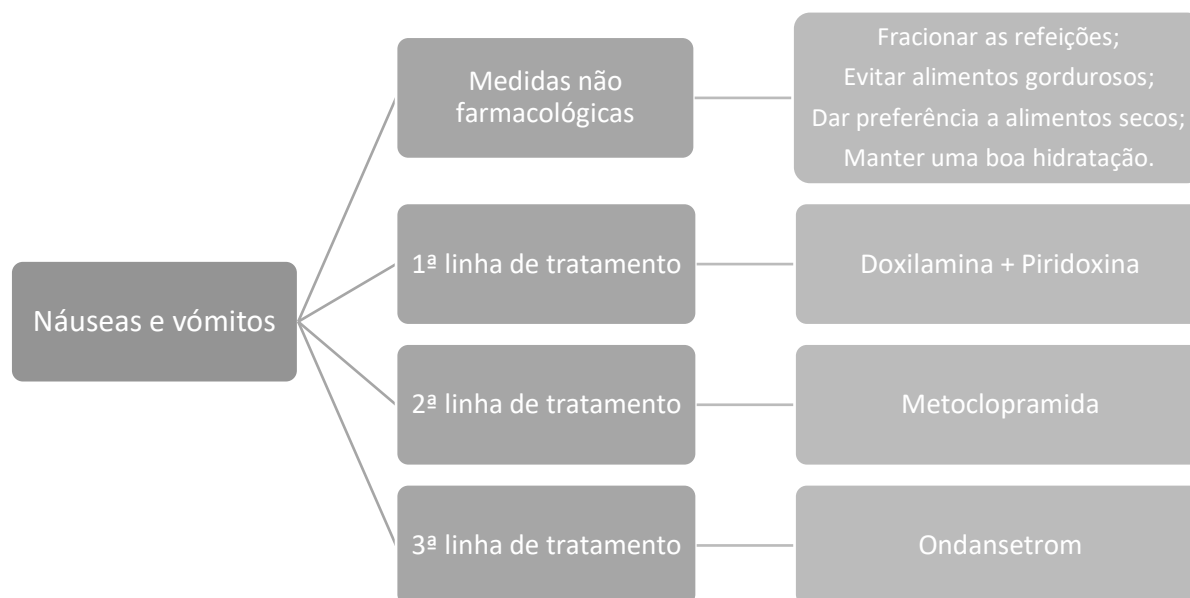 Náuseas e vómitos
Medidas não
farmacológicas
Fracionar as refeições;
Evitar alimentos gordurosos;
Dar preferência a alimentos secos;
Manter uma boa hidratação.
1ª linha de tratamento
Doxilamina + Piridoxina
2ª linha de tratamento
Metoclopramida
3ª linha de tratamento
Ondansetrom